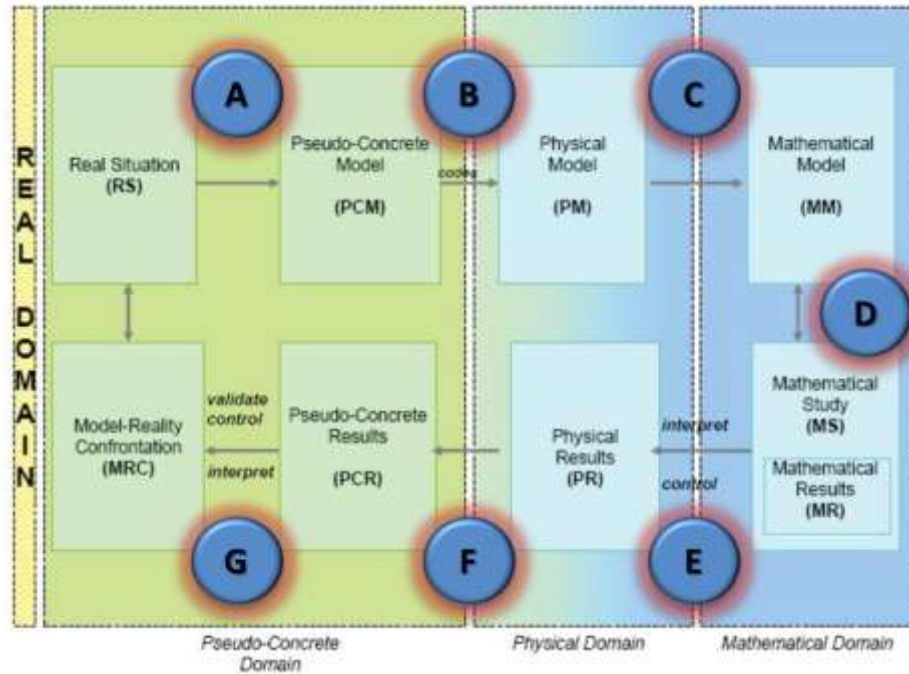 REAL DOMAIN
A
B
C
Real Situation
(RS)
Pseudo-Concrete
Model
(PCM)
codes
Physical
Model
(PM)
Mathematical
Model
(MM)
D
Model-Reality
Confrontation
(MRC)
validate
control
interpret
Pseudo-Concrete
Results
(PCR)
Physical
Results
(PR)
interpret
control
Mathematical
Study
(MS)
Mathematical
Results
(MR)
G
F
E
Pseudo-Concrete
Domain
Physical Domain
Mathematical Domain